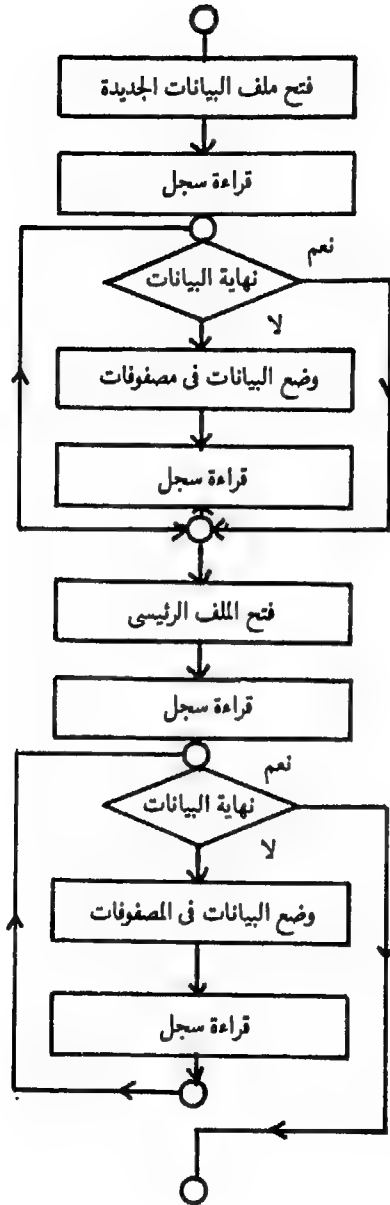 فتح ملف البيانات الجديدة
قراءة سجل
نعم
نهاية البيانات
لا
وضع البيانات فى مصفوفات
قراءة سجل
فتح الملف الرئيسى
قراءة سجل
نعم
نهاية البيانات
لا
وضع البيانات فى المصفوفات
قراءة سجل